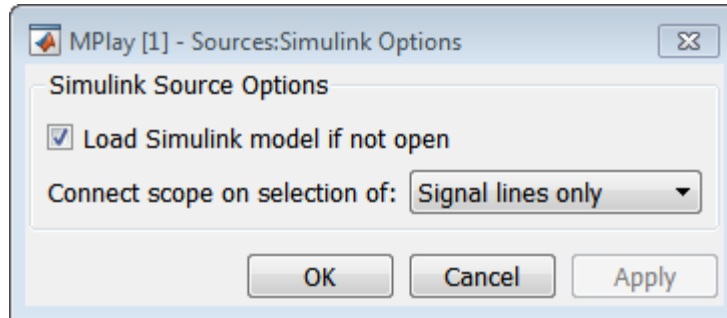 MPlay [1] - Sources:Simulink Options
Simulink Source Options
Load Simulink model if not open
Connect scope on selection of: Signal lines only
OK Cancel Apply